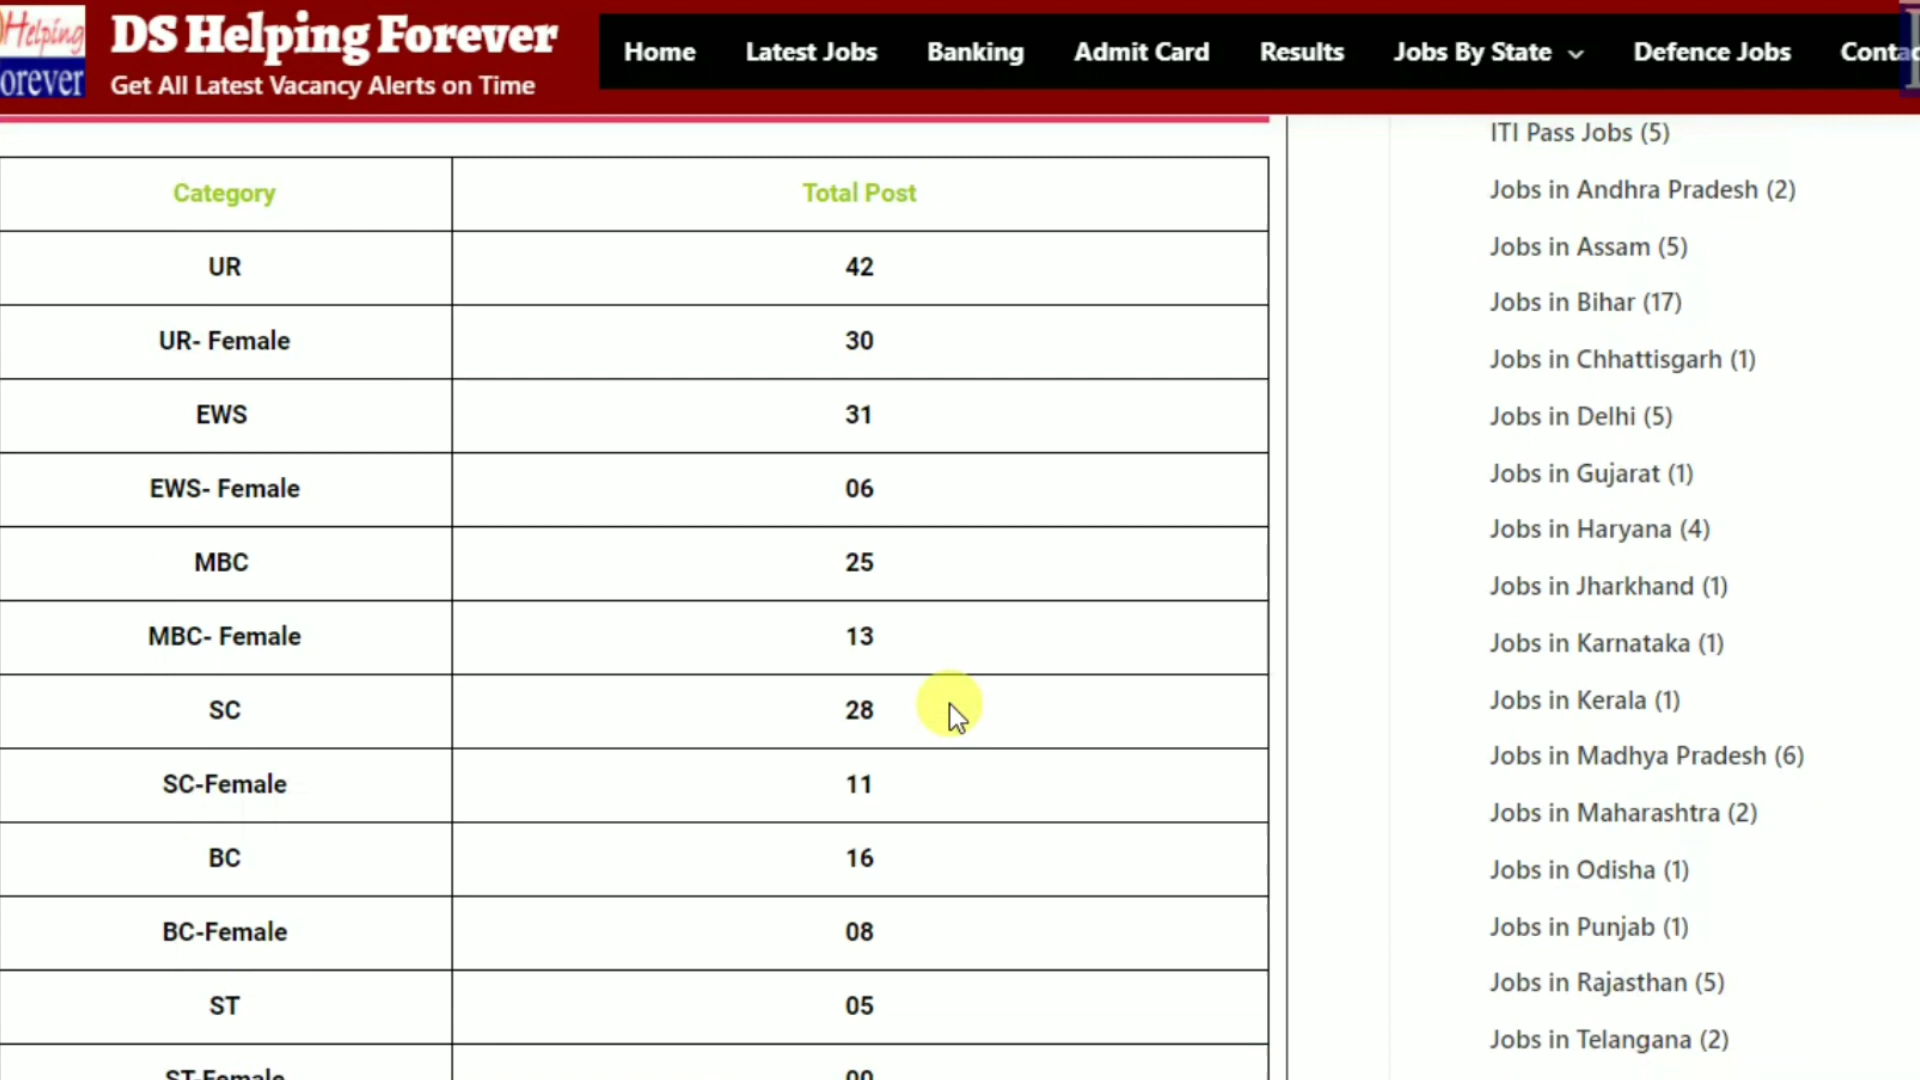 Helping
orever
DS Helping Forever
Get All Latest Vacancy Alerts on Time
Home Latest Jobs Banking Admit Card Results Jobs By State Defence Jobs Contac
Category Total Post
UR 42
UR- Female 30
EWS 31
EWS- Female 06
MBC 25
MBC- Female 13
SC 28
SC-Female 11
BC 16
BC-Female 08
ST 05
ST-Female 00
ITI Pass Jobs (5)
Jobs in Andhra Pradesh (2)
Jobs in Assam (5)
Jobs in Bihar (17)
Jobs in Chhattisgarh (1)
Jobs in Delhi (5)
Jobs in Gujarat (1)
Jobs in Haryana (4)
Jobs in Jharkhand (1)
Jobs in Karnataka (1)
Jobs in Kerala (1)
Jobs in Madhya Pradesh (6)
Jobs in Maharashtra (2)
Jobs in Odisha (1)
Jobs in Punjab (1)
Jobs in Rajasthan (5)
Jobs in Telangana (2)